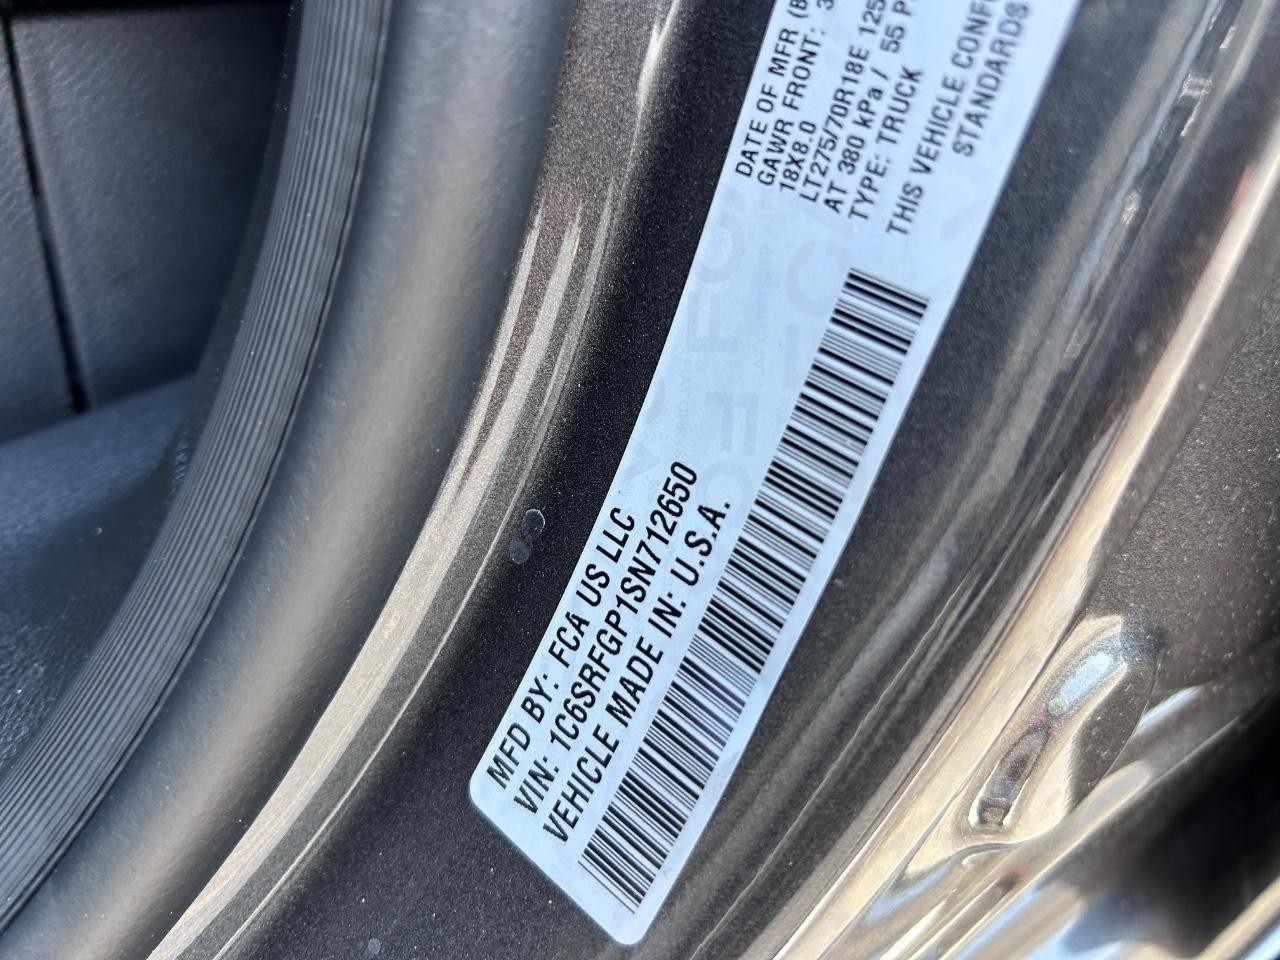 MFD BY: FCA US LLC
VIN: 1C6SRFGP1SN712650
VEHICLE MADE IN: U.S.A.
DATE OF MFR (B
GAWR FRONT: 3
18X8.0
LT275/70R18E 125
AT 380 kPa / 55 P
TYPE: TRUCK
THIS VEHICLE CONF
STANDARDS